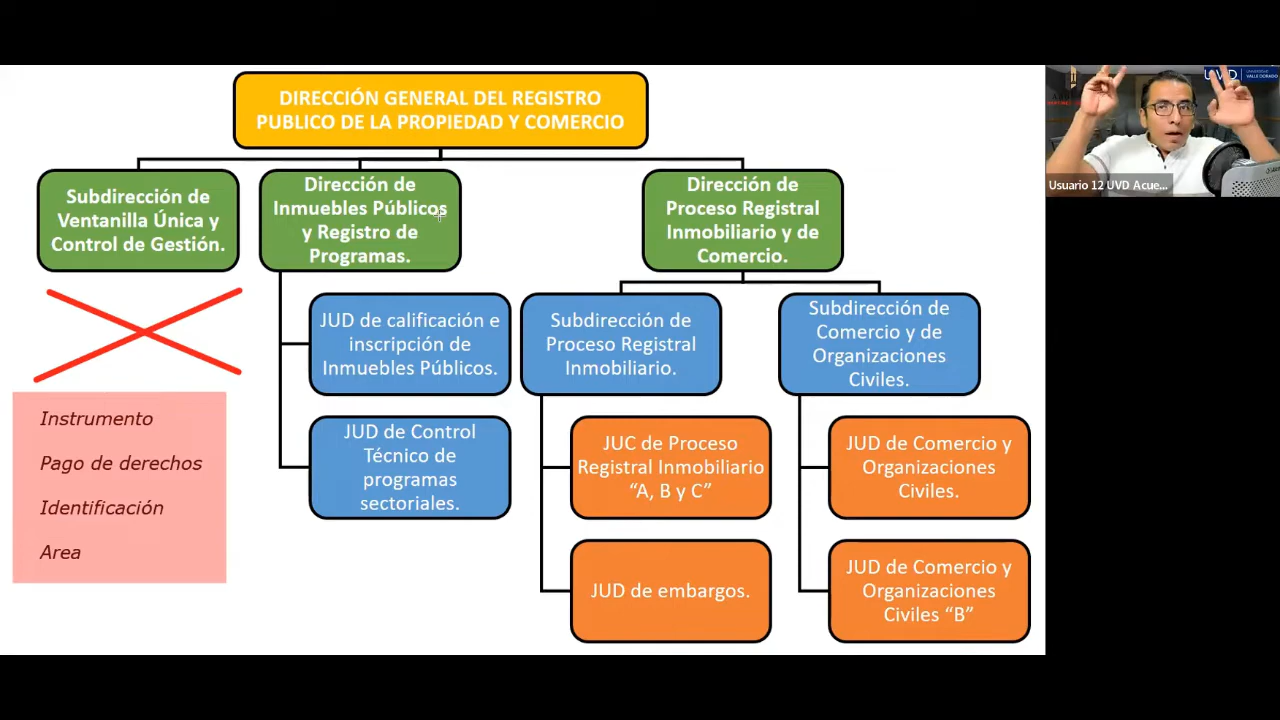 DIRECCIÓN GENERAL DEL REGISTRO
PUBLICO DE LA PROPIEDAD Y COMERCIO
Subdirección de
Ventanilla Única y
Control de Gestión.
Dirección de
Inmuebles Públicos
y Registro de
Programas.
Dirección de
Proceso Registral
Inmobiliario y de
Comercio.
JUD de calificación e
inscripción de
Inmuebles Públicos.
JUD de Control
Técnico de
programas
sectoriales.
Subdirección de
Proceso Registral
Inmobiliario.
JUC de Proceso
Registral Inmobiliario
“A, B y C”
JUD de embargos.
Subdirección de
Comercio y de
Organizaciones
Civiles.
JUD de Comercio y
Organizaciones
Civiles.
JUD de Comercio y
Organizaciones
Civiles “B”
Instrumento
Pago de derechos
Identificación
Area
UVD
UNIVERSIDAD
VALLE DORADO
Usuario 12 UVD Acue...